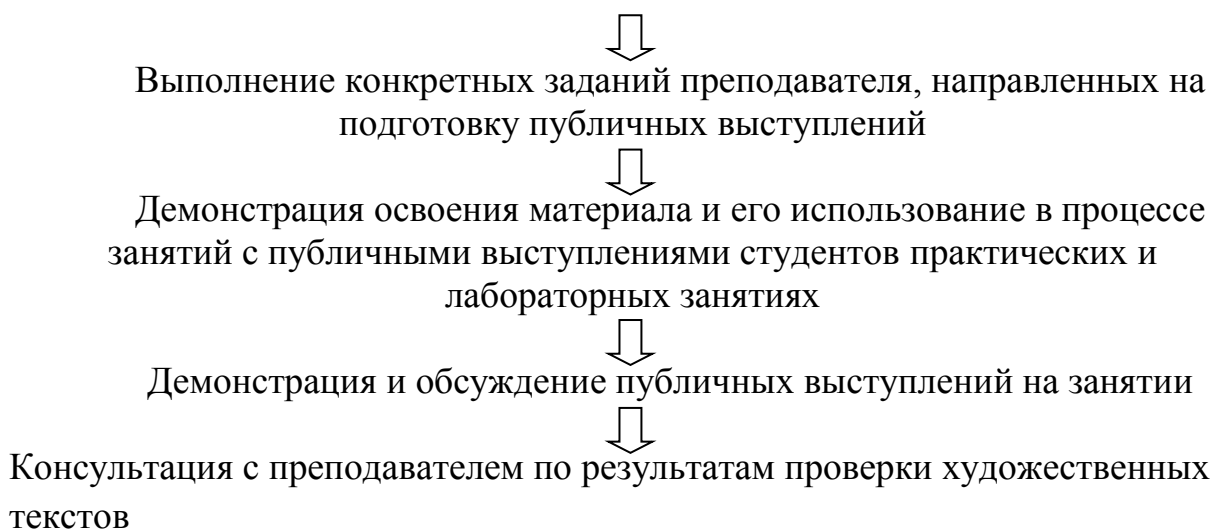 Выполнение конкретных заданий преподавателя, направленных на
подготовку публичных выступлений
Демонстрация освоения материала и его использование в процессе
занятий с публичными выступлениями студентов практических и
лабораторных занятиях
Демонстрация и обсуждение публичных выступлений на занятии
Консультация с преподавателем по результатам проверки художественных
текстов